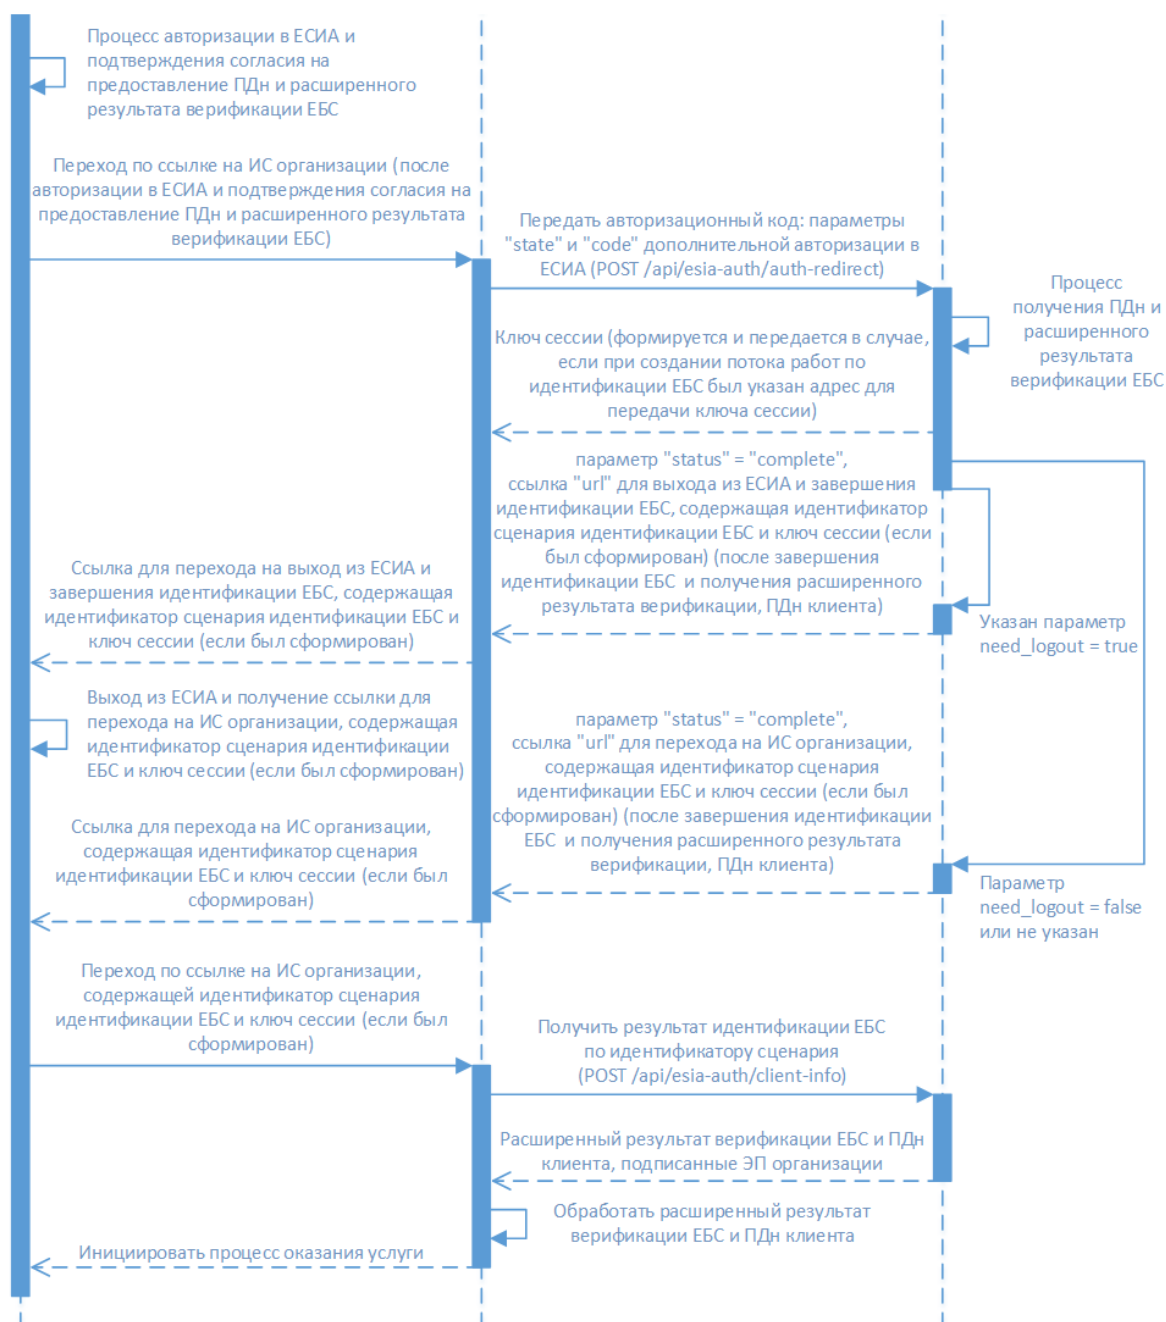 Процесс авторизации в ЕСИА и
подтверждения согласия на
предоставление ПДн и расширенного
результата верификации ЕБС
Переход по ссылке на ИС организации (после
авторизации в ЕСИА и подтверждения согласия на
предоставление ПДн и расширенного результата
верификации ЕБС)
Передать авторизационный код: параметры
"state" и "code" дополнительной авторизации в
ЕСИА (POST /api/esia-auth/auth-redirect)
Процесс
получения ПДн и
расширенного
результата
верификации ЕБС
Ключ сессии (формируется и передается в случае,
если при создании потока работ по
идентификации ЕБС был указан адрес для
передачи ключа сессии)
параметр "status" = "complete",
ссылка "url" для выхода из ЕСИА и завершения
идентификации ЕБС, содержащая идентификатор
сценария идентификации ЕБС и ключ сессии (если
был сформирован) (после завершения
идентификации ЕБС  и получения расширенного
результата верификации, ПДн клиента)
Указан параметр
need_logout = true
Ссылка для перехода на выход из ЕСИА и
завершения идентификации ЕБС, содержащая
идентификатор сценария идентификации ЕБС и
ключ сессии (если был сформирован)
Выход из ЕСИА и получение ссылки для
перехода на ИС организации, содержащая
идентификатор сценария идентификации
ЕБС и ключ сессии (если был сформирован)
параметр "status" = "complete",
ссылка "url" для перехода на ИС организации,
содержащая идентификатор сценария
идентификации ЕБС и ключ сессии (если был
сформирован) (после завершения идентификации
ЕБС  и получения расширенного результата
верификации, ПДн клиента)
Параметр
need_logout = false
или не указан
Ссылка для перехода на ИС организации,
содержащая идентификатор сценария
идентификации ЕБС и ключ сессии (если был
сформирован)
Переход по ссылке на ИС организации,
содержащей идентификатор сценария
идентификации ЕБС и ключ сессии (если был
сформирован)
Получить результат идентификации ЕБС
по идентификатору сценария
(POST /api/esia-auth/client-info)
Расширенный результат верификации ЕБС и ПДн
клиента, подписанные ЭП организации
Обработать расширенный результат
верификации ЕБС и ПДн клиента
Инициировать процесс оказания услуги